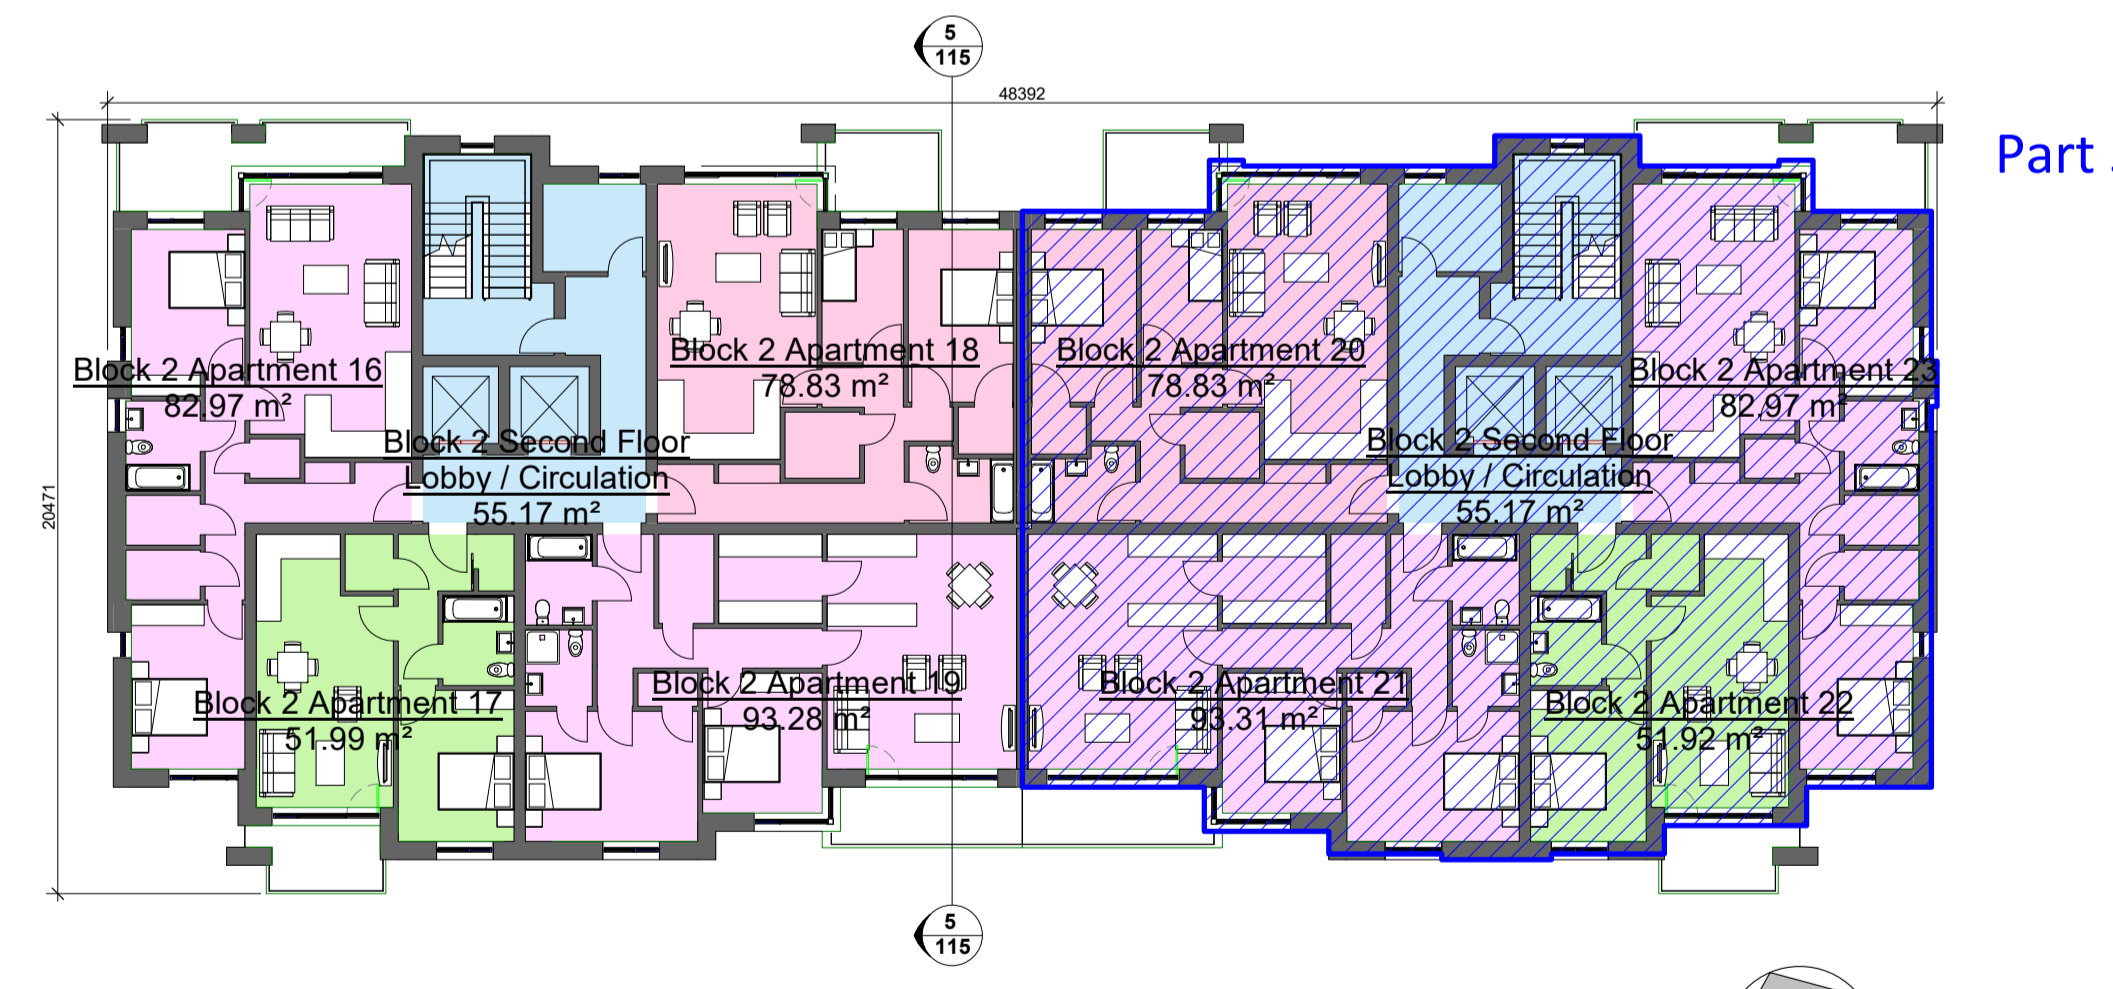 5
115
48392
Part
20471
Block 2 Apartment 16
82.97 m²
Block 2 Second Floor
Lobby / Circulation
55.17 m²
Block 2 Apartment 18
78.83 m²
Block 2 Apartment 20
78.83 m²
Block 2 Second Floor
Lobby / Circulation
55.17 m²
Block 2 Apartment 23
82.97 m²
Block 2 Apartment 17
51.99 m²
Block 2 Apartment 19
93.28 m²
Block 2 Apartment 21
93.31 m²
Block 2 Apartment 22
51.92 m²
5
115